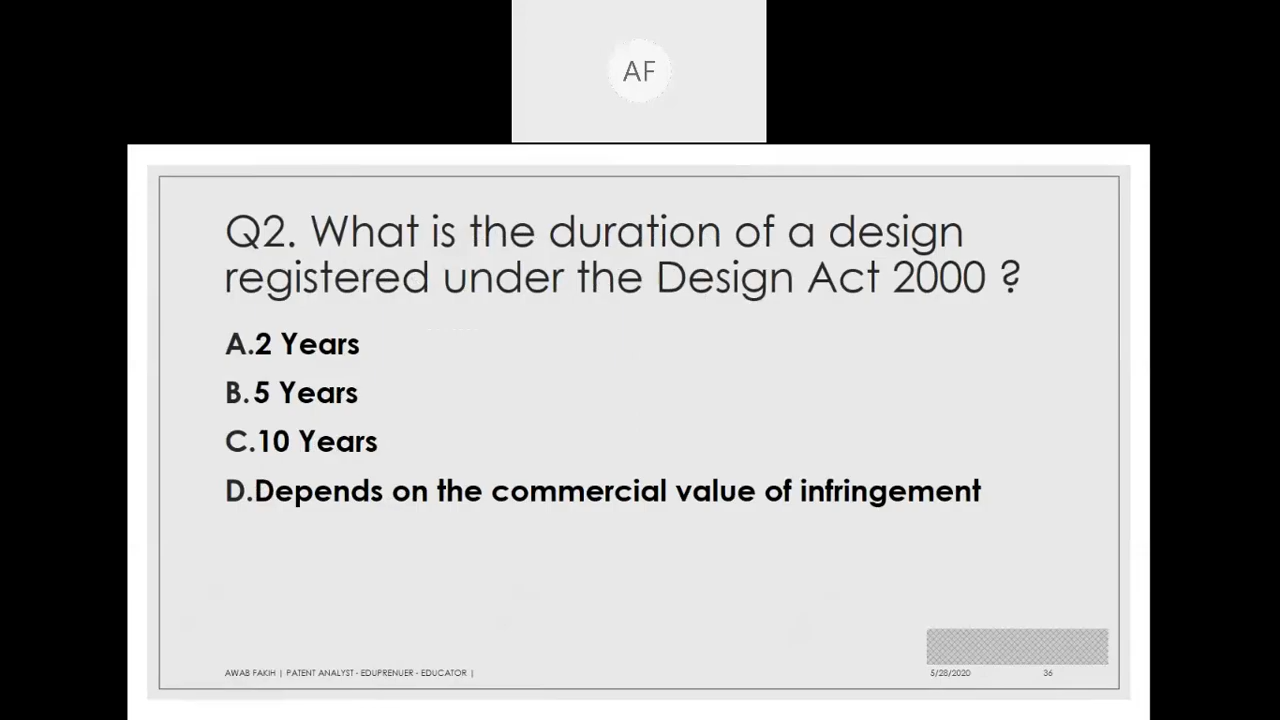 AF
Q2. What is the duration of a design
registered under the Design Act 2000 ?
A.2 Years
B.5 Years
C.10 Years
D.Depends on the commercial value of infringement
AWAB FAKIH | PATENT ANALYST - EDUPRENUER - EDUCATOR |
5/28/2020
36